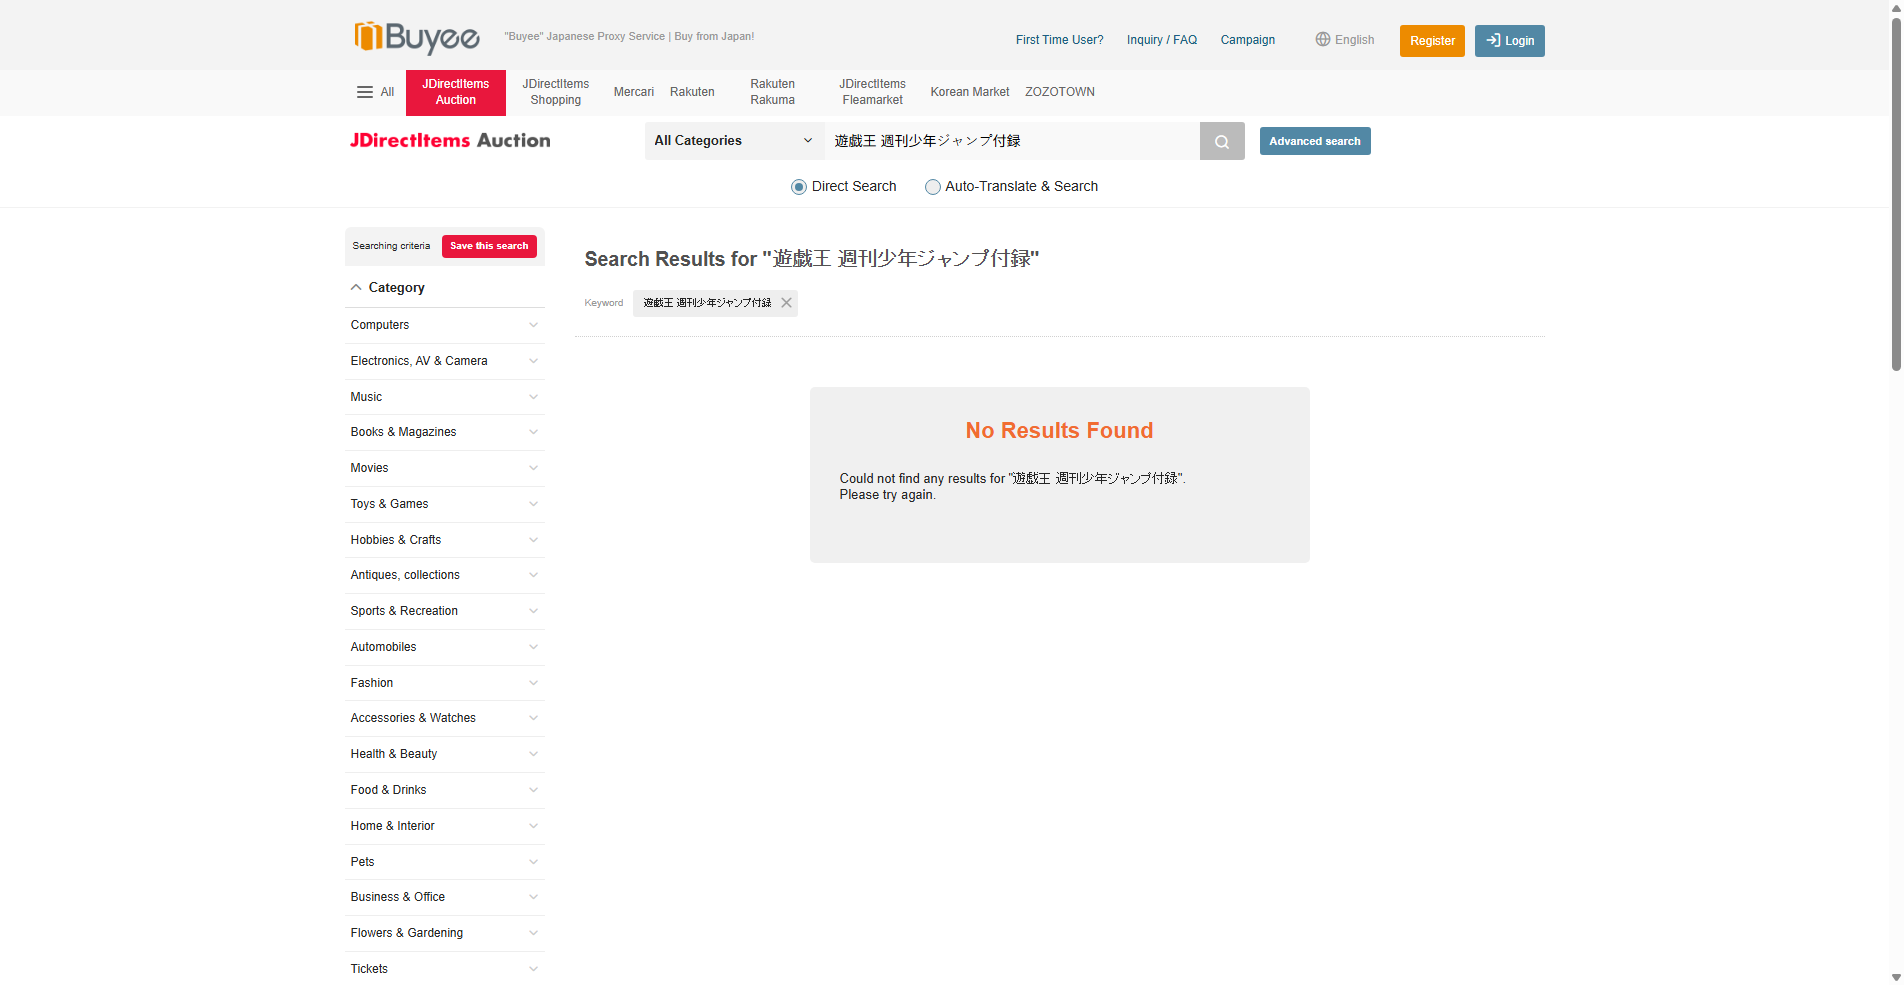 Buyee
"Buyee" Japanese Proxy Service | Buy from Japan!
First Time User?
Inquiry / FAQ
Campaign
English
Register
Login
All
JDirectItems
Auction
JDirectItems
Shopping
Mercari
Rakuten
Rakuten
Rakuma
JDirectItems
Fleamarket
Korean Market
ZOZOTOWN
JDirectItems Auction
All Categories
遊戯王 週刊少年ジャンプ付録
Advanced search
Direct Search
Auto-Translate & Search
Searching criteria
Save this search
Category
Computers
Electronics, AV & Camera
Music
Books & Magazines
Movies
Toys & Games
Hobbies & Crafts
Antiques, collections
Sports & Recreation
Automobiles
Fashion
Accessories & Watches
Health & Beauty
Food & Drinks
Home & Interior
Pets
Business & Office
Flowers & Gardening
Tickets
Search Results for "遊戯王 週刊少年ジャンプ付録"
Keyword
遊戯王 週刊少年ジャンプ付録
No Results Found
Could not find any results for "遊戯王 週刊少年ジャンプ付録".
Please try again.